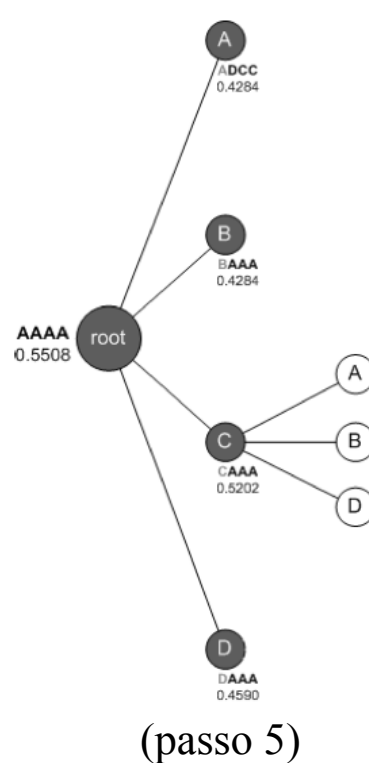 A
ADCC
0.4284
B
BAAA
0.4284
AAAA
0.5508
root
A
B
D
C
CAAA
0.5202
D
DAAA
0.4590
(passo 5)